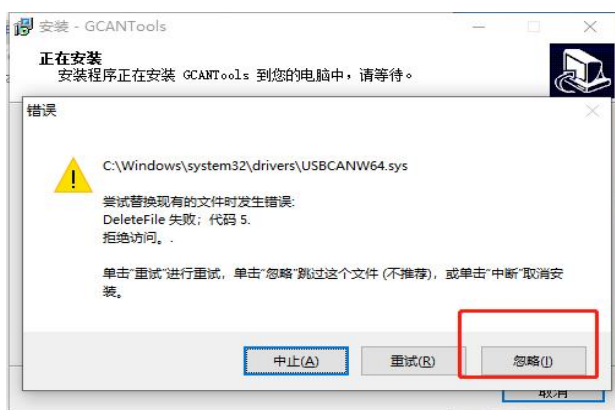 安装 - GCANTools
正在安装
安装程序正在安装 GCANTools 到您的电脑中，请等待。
错误
C:\Windows\system32\drivers\USBCANW64.sys
尝试替换现有的文件时发生错误:
DeleteFile 失败；代码 5.
拒绝访问。.
单击“重试”进行重试，单击“忽略”跳过这个文件 (不推荐)，或单击“中断”取消安
装。
中止(A)
重试(R)
忽略(I)
取消